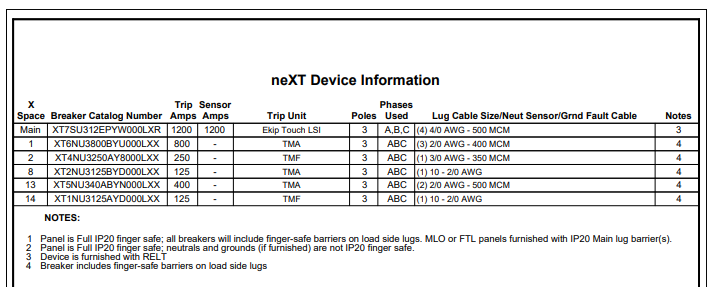 neXT Device Information
X Trip Sensor Phases
Space Breaker Catalog Number Amps Amps Trip Unit Poles Used Lug Cable Size/Neut Sensor/Grnd Fault Cable Notes
Main XT7SU312EPYW000LXR 1200 1200 Ekip Touch LSI 3 A,B,C (4) 4/0 AWG - 500 MCM 3
1 XT6NU3800BYU000LXX 800 - TMA 3 ABC (3) 2/0 AWG - 400 MCM 4
2 XT4NU3250AY8000LXX 250 - TMF 3 ABC (1) 3/0 AWG - 350 MCM 4
8 XT2NU3125BYD000LXX 125 - TMA 3 ABC (1) 10 - 2/0 AWG 4
13 XT5NU340ABYN000LXX 400 - TMA 3 ABC (2) 2/0 AWG - 500 MCM 4
14 XT1NU3125AYD000LXX 125 - TMF 3 ABC (1) 10 - 2/0 AWG 4
NOTES:
1 Panel is Full IP20 finger safe; all breakers will include finger-safe barriers on load side lugs. MLO or FTL panels furnished with IP20 Main lug barrier(s).
2 Panel is Full IP20 finger safe; neutrals and grounds (if furnished) are not IP20 finger safe.
3 Device is furnished with RELT
4 Breaker includes finger-safe barriers on load side lugs